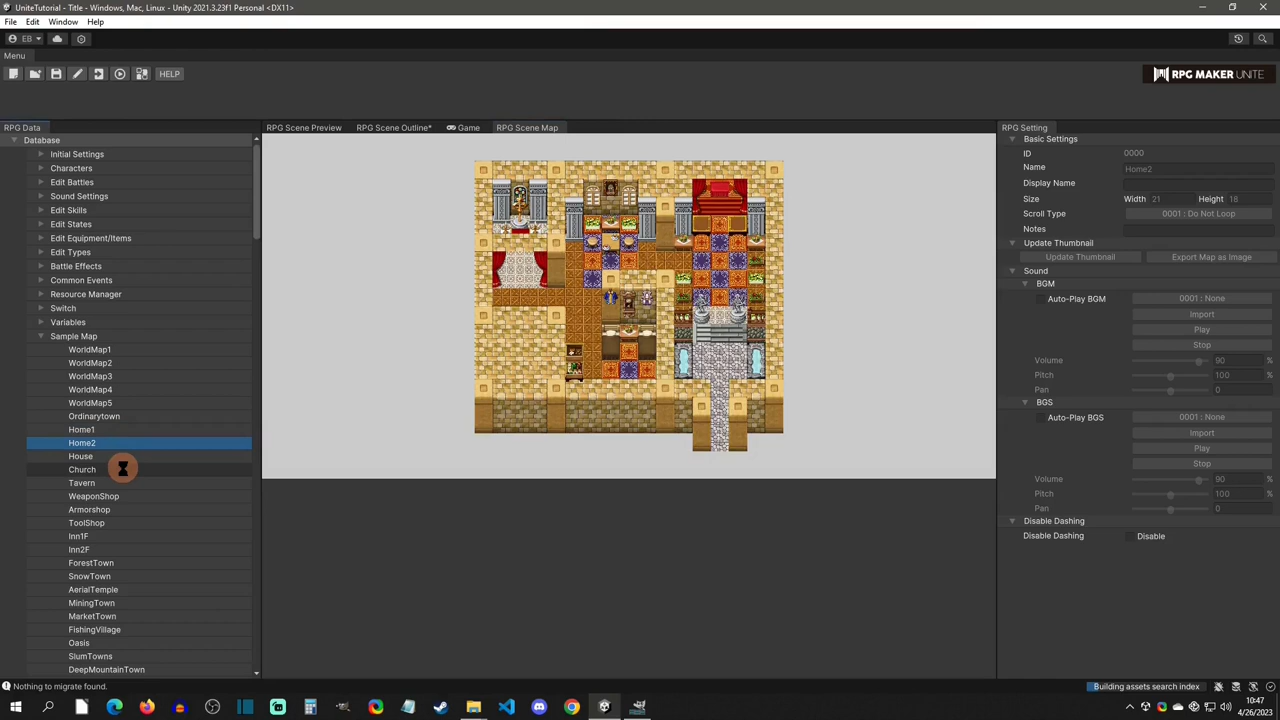 UniteTutorial - Title - Windows, Mac, Linux - Unity 2021.3.23f1 Personal <DX11>
File Edit Window Help
EB
Menu
HELP
RPG MAKER UNITE
RPG Data
RPG Scene Preview RPG Scene Outline* Game RPG Scene Map
RPG Setting
Database
Initial Settings
Characters
Edit Battles
Sound Settings
Edit Skills
Edit States
Edit Equipment/Items
Edit Types
Battle Effects
Common Events
Resource Manager
Switch
Variables
Sample Map
WorldMap1
WorldMap2
WorldMap3
WorldMap4
WorldMap5
Ordinarytown
Home1
Home2
House
Church
Tavern
WeaponShop
Armorshop
ToolShop
Inn1F
Inn2F
ForestTown
SnowTown
AerialTemple
MiningTown
MarketTown
FishingVillage
Oasis
SlumTowns
DeepMountainTown
Basic Settings
ID 0000
Name Home2
Display Name
Size Width 21 Height 18
Scroll Type 0001 : Do Not Loop
Notes
Update Thumbnail
Update Thumbnail Export Map as Image
Sound
BGM
Auto-Play BGM 0001 : None
Import
Play
Stop
Volume 90 %
Pitch 100 %
Pan 0
BGS
Auto-Play BGS 0001 : None
Import
Play
Stop
Volume 90 %
Pitch 100 %
Pan 0
Disable Dashing
Disable Dashing Disable
Nothing to migrate found.
Building assets search index
10:47
4/26/2023